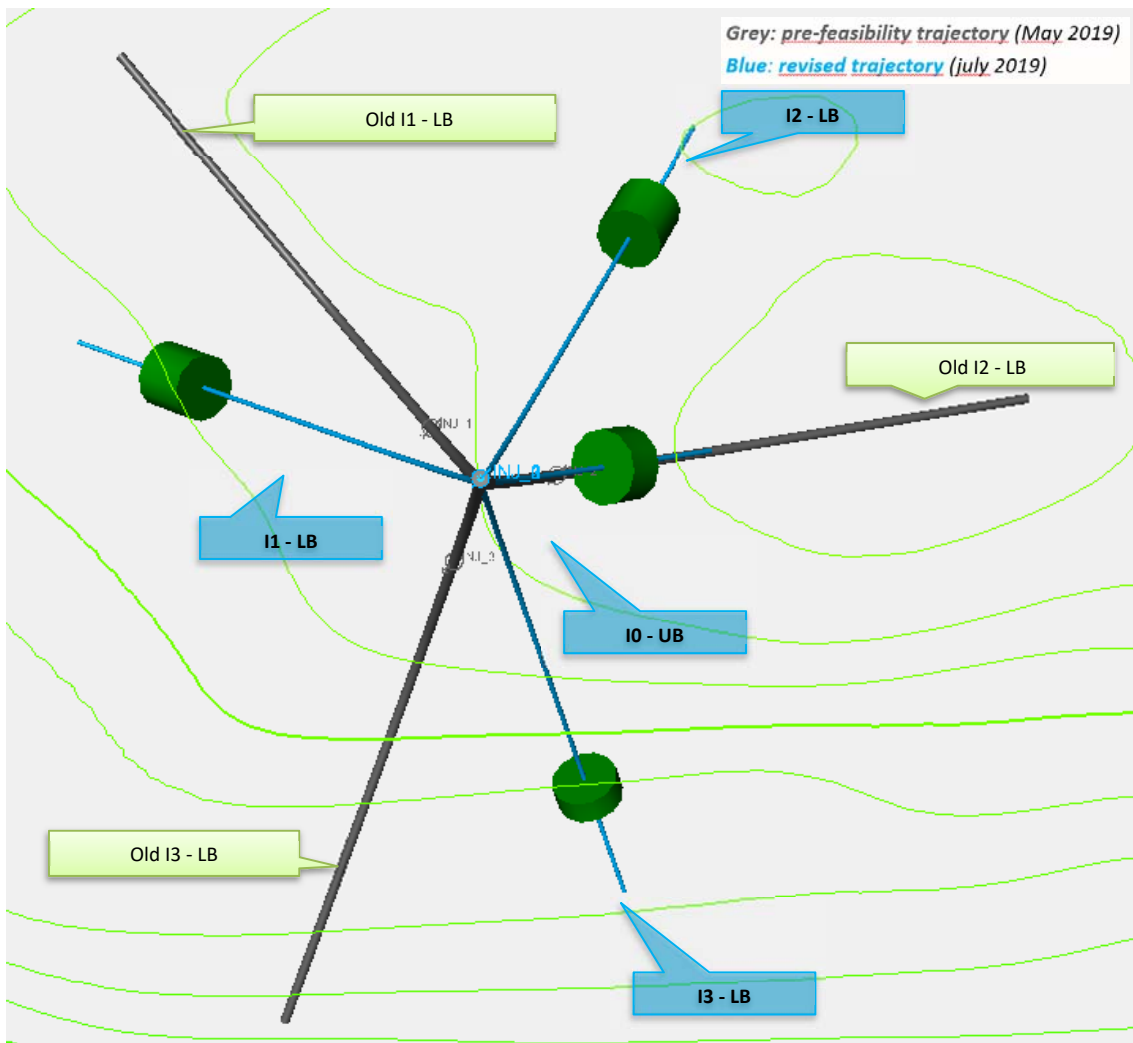 Grey: pre-feasibility trajectory (May 2019)
Blue: revised trajectory (july 2019)
Old I1 - LB
I2 - LB
Old I2 - LB
I1 - LB
I0 - UB
Old I3 - LB
I3 - LB